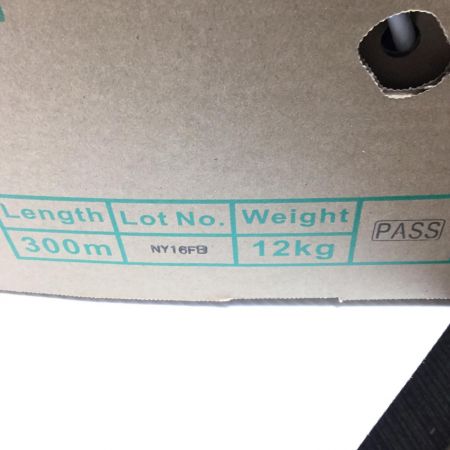 Length Lot No. Weight PASS
300m NY16FB 12kg